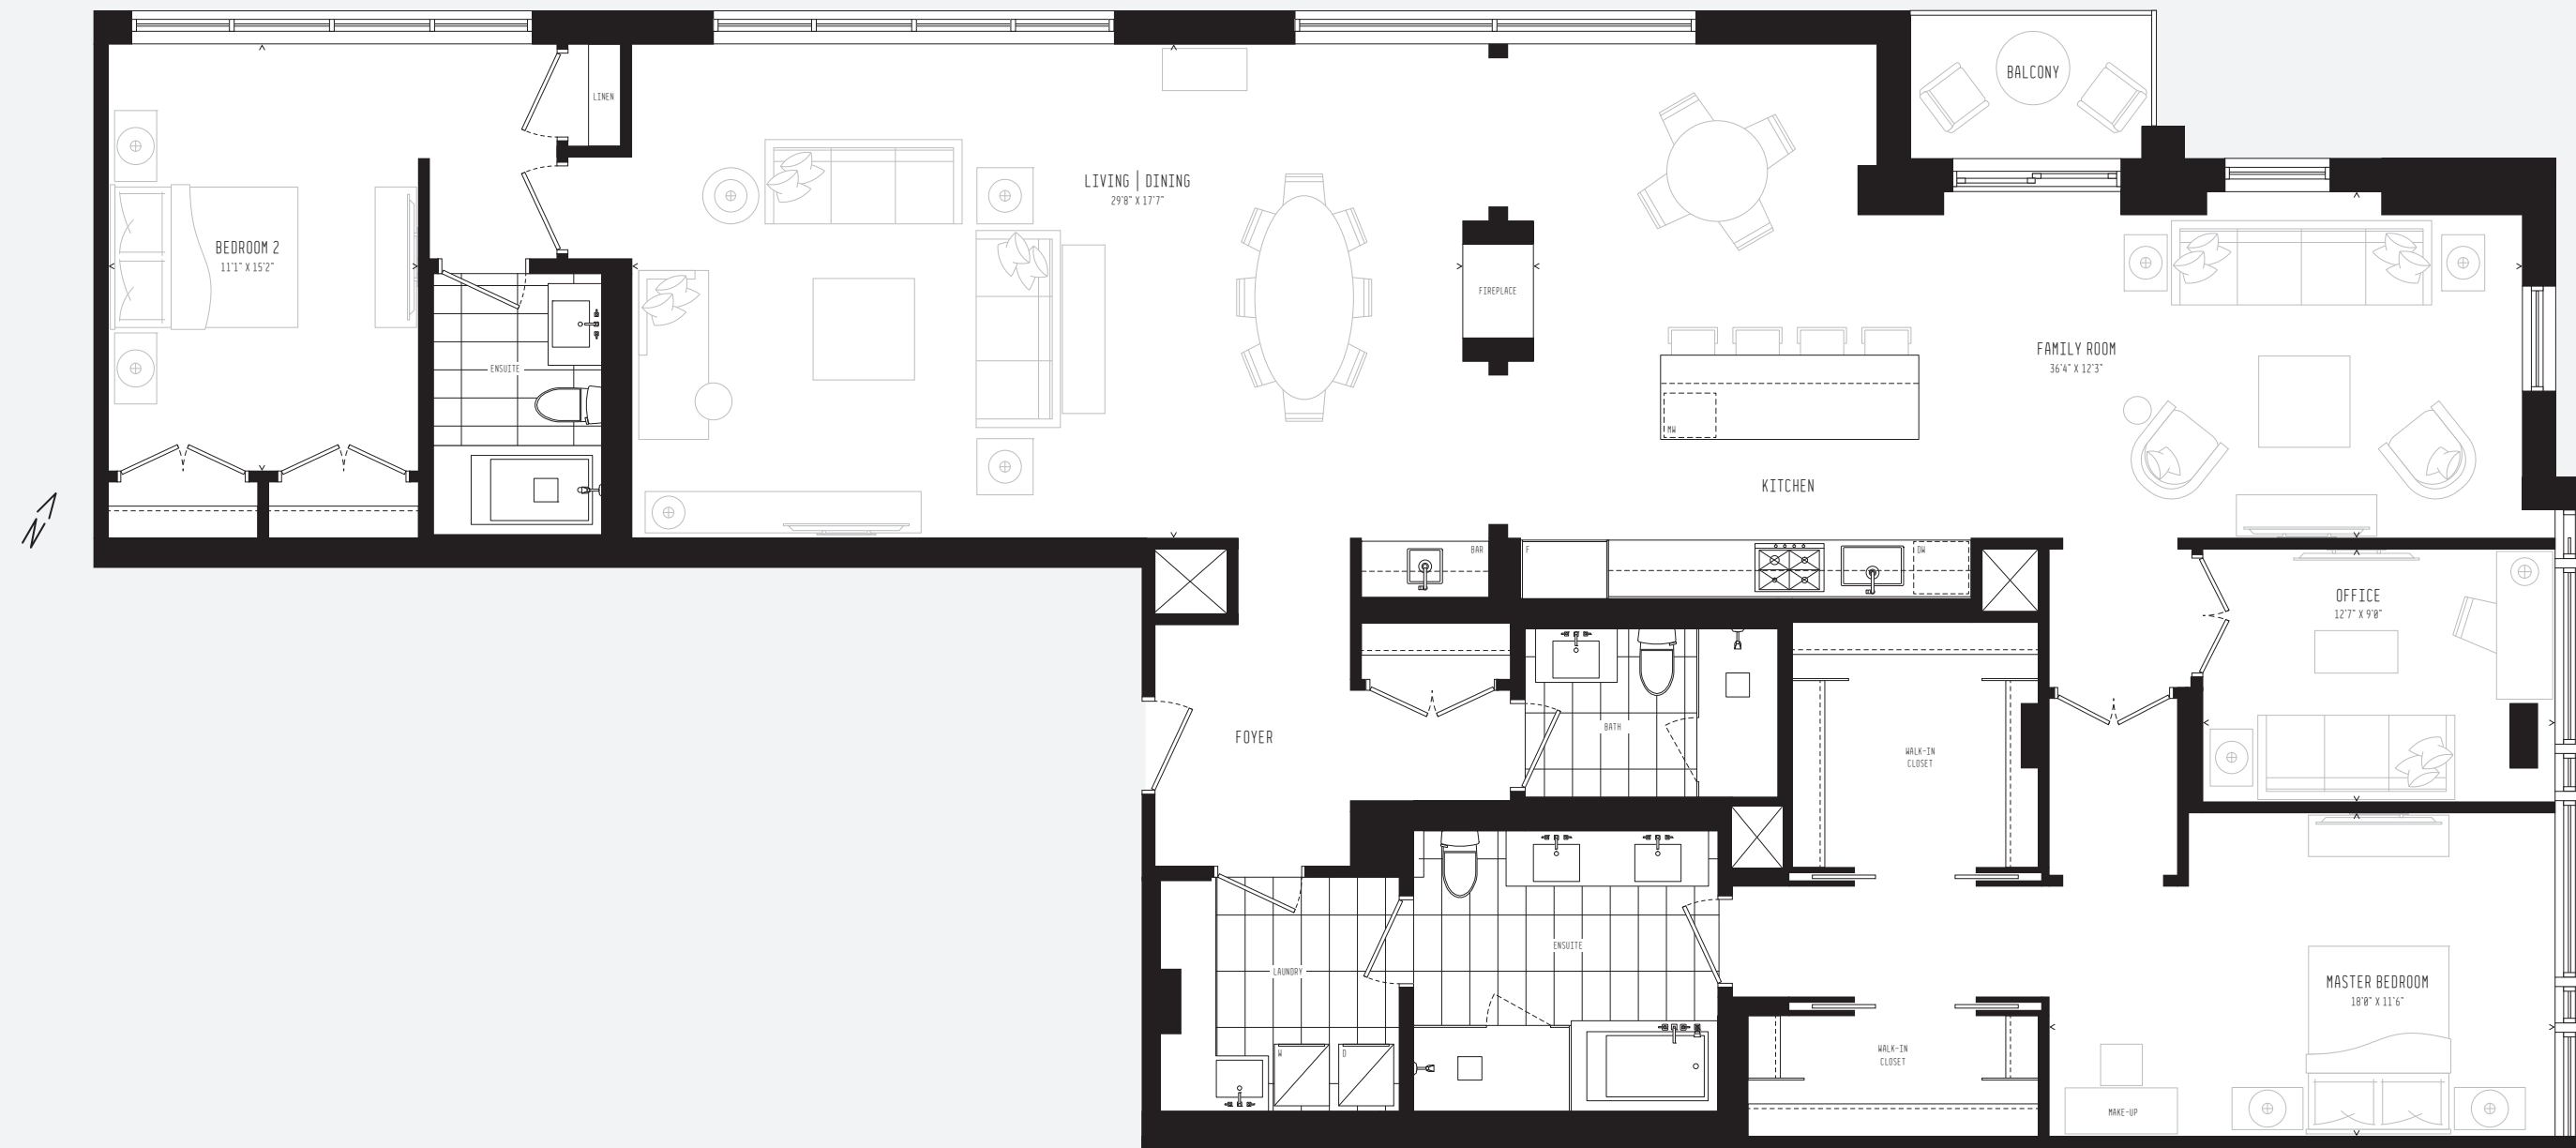 BALCONY
LINEN
LIVING | DINING
29'8" X 17'7"
BEDROOM 2
11'1" X 15'2"
FIREPLACE
FAMILY ROOM
36'4" X 12'3"
ENSUITE
MW
KITCHEN
N
BAR
F
DW
OFFICE
12'7" X 9'0"
FOYER
BATH
WALK-IN
CLOSET
ENSUITE
LAUNDRY
MASTER BEDROOM
18'0" X 11'6"
W
D
WALK-IN
CLOSET
MAKE-UP